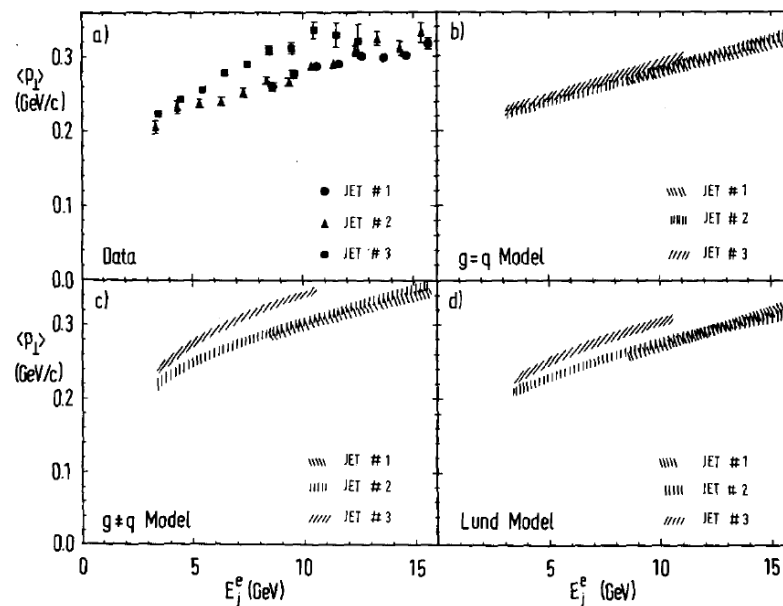 a)
0.3
⟨p⊥⟩
(GeV/c)
0.2
0.1
0.0
JET #1
JET #2
JET #3
Data
b)
JET #1
JET #2
JET #3
g=q Model
c)
⟨p⊥⟩
0.3
(GeV/c)
0.2
0.1
0.0
JET #1
JET #2
JET #3
g≠q Model
0 5 10 15
E_j^e (GeV)
d)
JET #1
JET #2
JET #3
Lund Model
5 10 15
E_j^e (GeV)